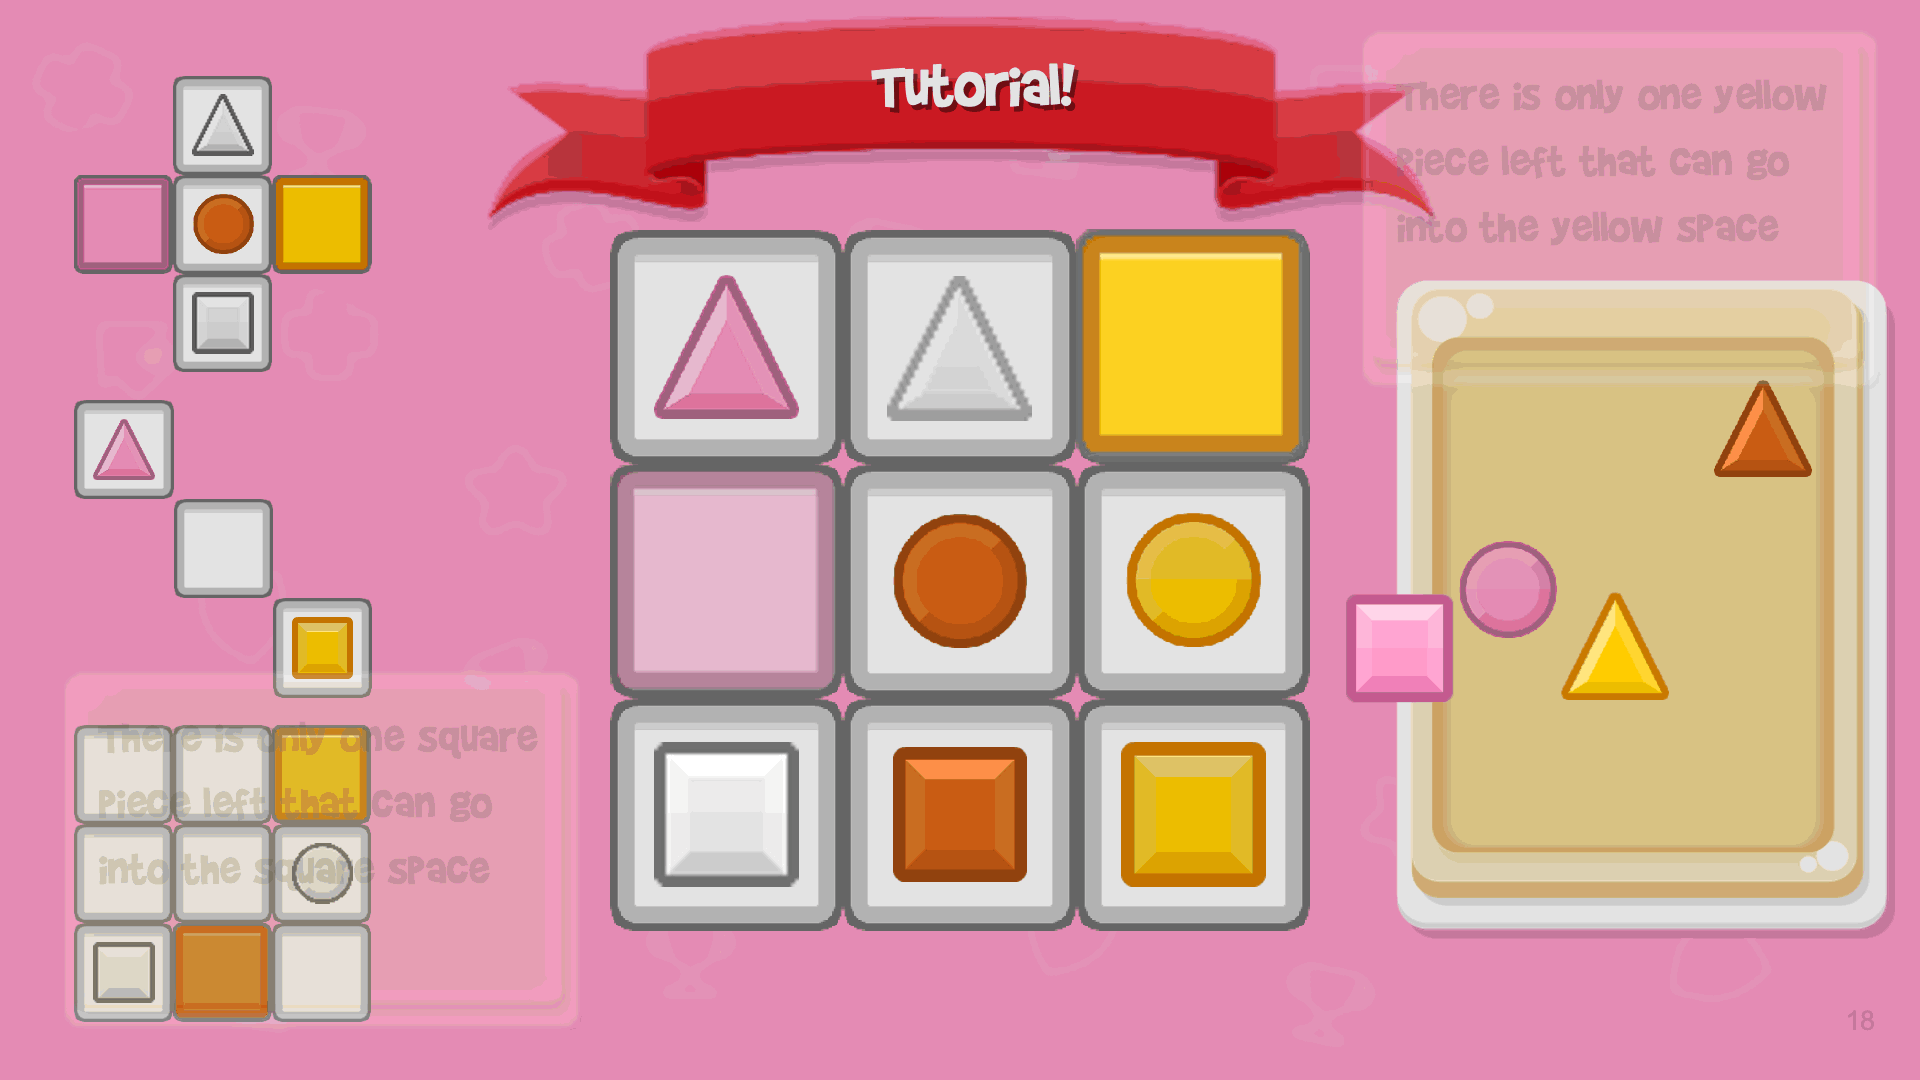 Tutorial!
There is only one yellow
Piece left that can go
into the yellow space
There is only one square
Piece left that can go
into the square space
18